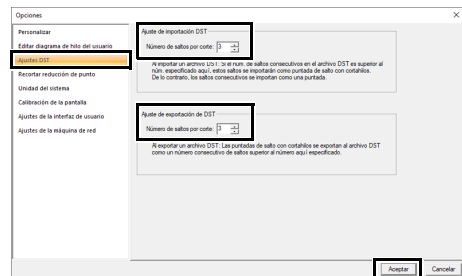 Opciones
Personalizar
Editar diagrama de hilo del usuario
Ajustes DST
Recortar reducción de punto
Unidad del sistema
Calibración de la pantalla
Ajustes de la interfaz de usuario
Ajustes de la máquina de red
Ajuste de importación DST
Número de saltos por corte: 3
Al importar un archivo DST: Si el núm. de saltos consecutivos en el archivo DST es superior al
núm. especificado aquí, estos saltos se importarán como puntada de salto con cortahilos.
De lo contrario, los saltos consecutivos se importan como una puntada.
Ajuste de exportación de DST
Número de saltos por corte: 3
Al exportar un archivo DST: Las puntadas de salto con cortahilos se exportan al archivo DST
como un número consecutivo de saltos superior al número aquí especificado.
Aceptar
Cancelar